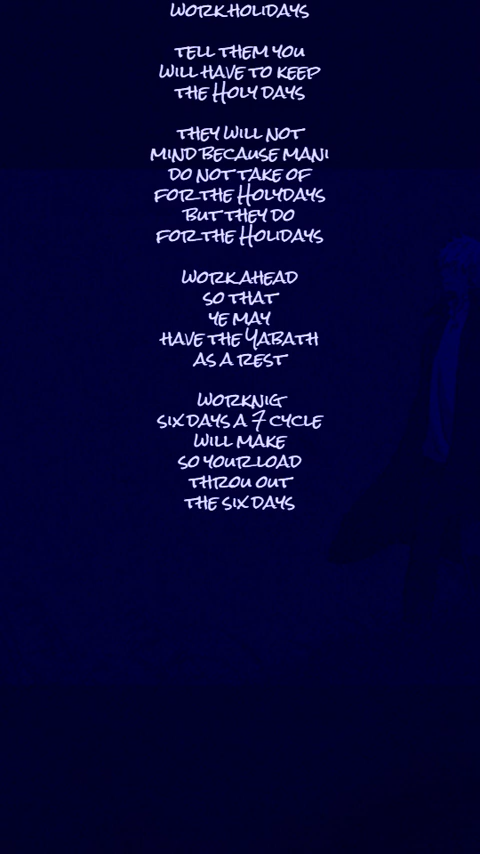 WORK HOLIDAYS
TELL THEM YOU
WILL HAVE TO KEEP
THE HOLY DAYS
THEY WILL NOT
MIND BECAUSE MANI
DO NOT TAKE OF
FOR THE HOLYDAYS
BUT THEY DO
FOR THE HOLIDAYS
WORK AHEAD
SO THAT
YE MAY
HAVE THE YABATH
AS A REST
WORKNIG
SIX DAYS A 7 CYCLE
WILL MAKE
SO YOUR LOAD
THROU OUT
THE SIX DAYS